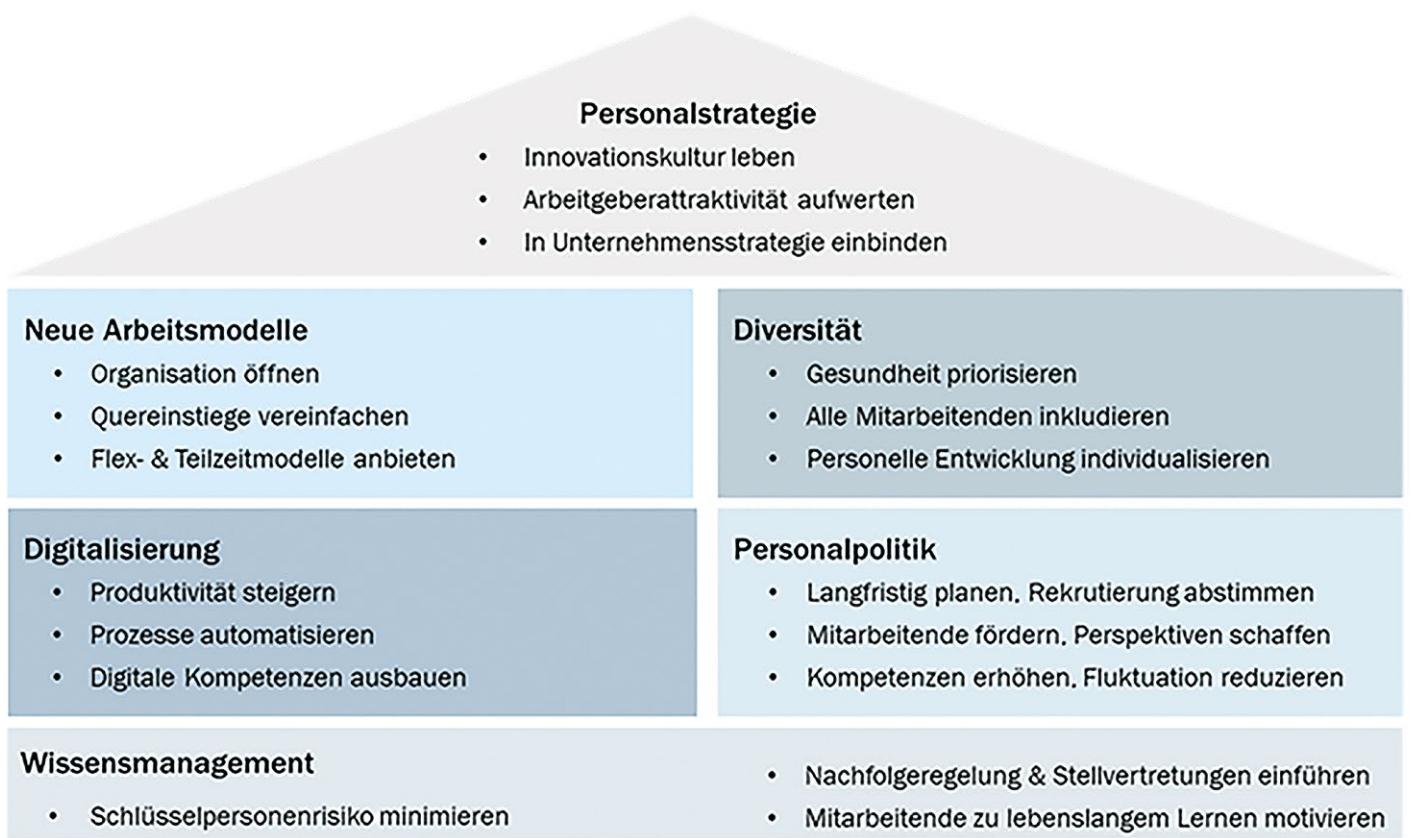 Personalstrategie
• Innovationskultur leben
• Arbeitgeberattraktivität aufwerten
• In Unternehmensstrategie einbinden
Neue Arbeitsmodelle
• Organisation öffnen
• Quereinstiege vereinfachen
• Flex- & Teilzeitmodelle anbieten
Diversität
• Gesundheit priorisieren
• Alle Mitarbeitenden inkludieren
• Personelle Entwicklung individualisieren
Digitalisierung
• Produktivität steigern
• Prozesse automatisieren
• Digitale Kompetenzen ausbauen
Personalpolitik
• Langfristig planen. Rekrutierung abstimmen
• Mitarbeitende fördern. Perspektiven schaffen
• Kompetenzen erhöhen. Fluktuation reduzieren
Wissensmanagement
• Schlüsselpersonenrisiko minimieren
• Nachfolgeregelung & Stellvertretungen einführen
• Mitarbeitende zu lebenslangem Lernen motivieren